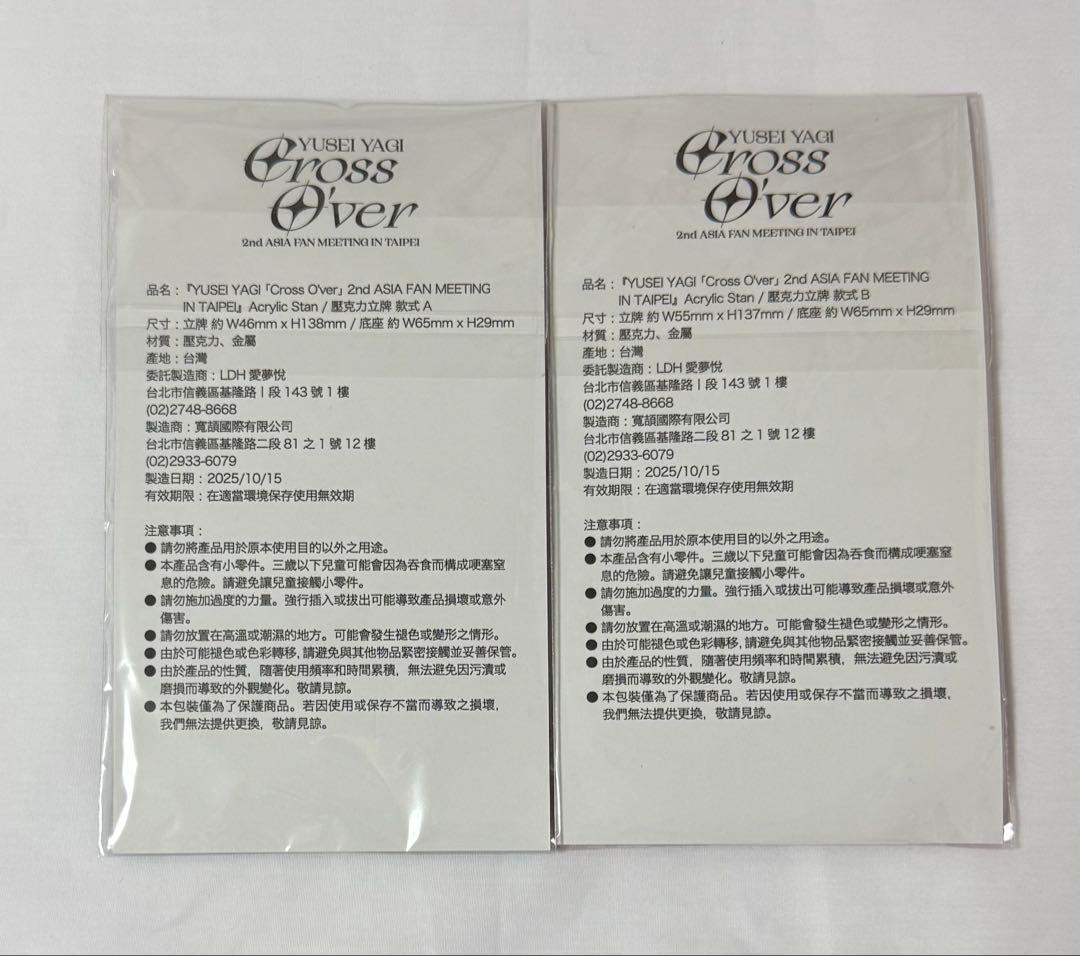 YUSEI YAGI
Cross
O'ver
2nd ASIA FAN MEETING IN TAIPEI
品名：『YUSEI YAGI「Cross O'ver」2nd ASIA FAN MEETING
IN TAIPEI』Acrylic Stan / 壓克力立牌 款式 A
尺寸：立牌 約 W46mm x H138mm / 底座 約 W65mm x H29mm
材質：壓克力、金屬
產地：台灣
委託製造商：LDH 愛夢悅
台北市信義區基隆路丨段 143 號 1 樓
(02)2748-8668
製造商：寬頡國際有限公司
台北市信義區基隆路二段 81 之 1 號 12 樓
(02)2933-6079
製造日期：2025/10/15
有效期限：在適當環境保存使用無效期
注意事項：
● 請勿將產品用於原本使用目的以外之用途。
● 本產品含有小零件。三歲以下兒童可能會因為吞食而構成哽塞窒
息的危險。請避免讓兒童接觸小零件。
● 請勿施加過度的力量。強行插入或拔出可能導致產品損壞或意外
傷害。
● 請勿放置在高溫或潮濕的地方。可能會發生褪色或變形之情形。
● 由於可能褪色或色彩轉移, 請避免與其他物品緊密接觸並妥善保管。
● 由於產品的性質，隨著使用頻率和時間累積，無法避免因污漬或
磨損而導致的外觀變化。敬請見諒。
● 本包裝僅為了保護商品。若因使用或保存不當而導致之損壞，
我們無法提供更換，敬請見諒。
YUSEI YAGI
Cross
O'ver
2nd ASIA FAN MEETING IN TAIPEI
品名：『YUSEI YAGI「Cross O'ver」2nd ASIA FAN MEETING
IN TAIPEI』Acrylic Stan / 壓克力立牌 款式 B
尺寸：立牌 約 W55mm x H137mm / 底座 約 W65mm x H29mm
材質：壓克力、金屬
產地：台灣
委託製造商：LDH 愛夢悅
台北市信義區基隆路丨段 143 號 1 樓
(02)2748-8668
製造商：寬頡國際有限公司
台北市信義區基隆路二段 81 之 1 號 12 樓
(02)2933-6079
製造日期：2025/10/15
有效期限：在適當環境保存使用無效期
注意事項：
● 請勿將產品用於原本使用目的以外之用途。
● 本產品含有小零件。三歲以下兒童可能會因為吞食而構成哽塞窒
息的危險。請避免讓兒童接觸小零件。
● 請勿施加過度的力量。強行插入或拔出可能導致產品損壞或意外
傷害。
● 請勿放置在高溫或潮濕的地方。可能會發生褪色或變形之情形。
● 由於可能褪色或色彩轉移, 請避免與其他物品緊密接觸並妥善保管。
● 由於產品的性質，隨著使用頻率和時間累積，無法避免因污漬或
磨損而導致的外觀變化。敬請見諒。
● 本包裝僅為了保護商品。若因使用或保存不當而導致之損壞，
我們無法提供更換，敬請見諒。